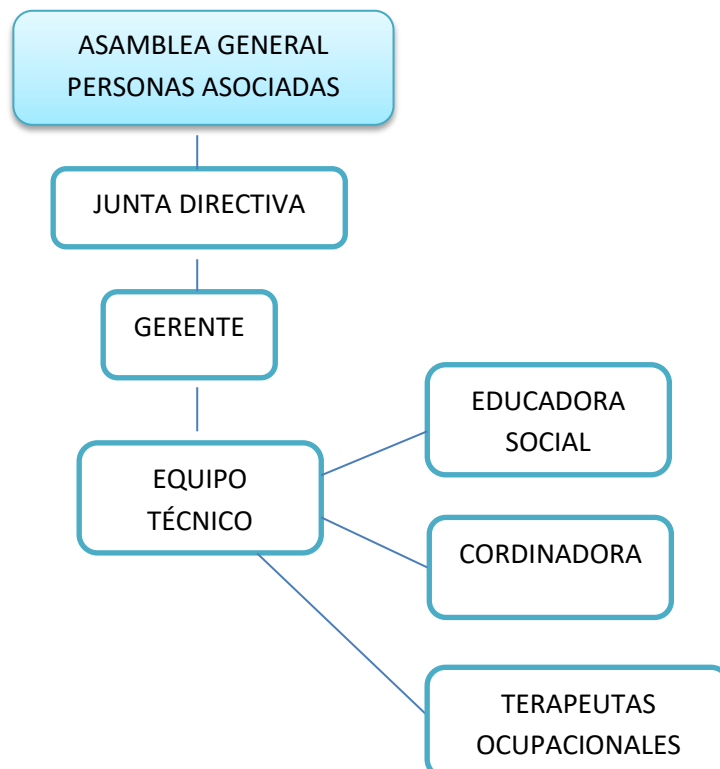 ASAMBLEA GENERAL
PERSONAS ASOCIADAS
JUNTA DIRECTIVA
GERENTE
EQUIPO
TÉCNICO
EDUCADORA
SOCIAL
CORDINADORA
TERAPEUTAS
OCUPACIONALES